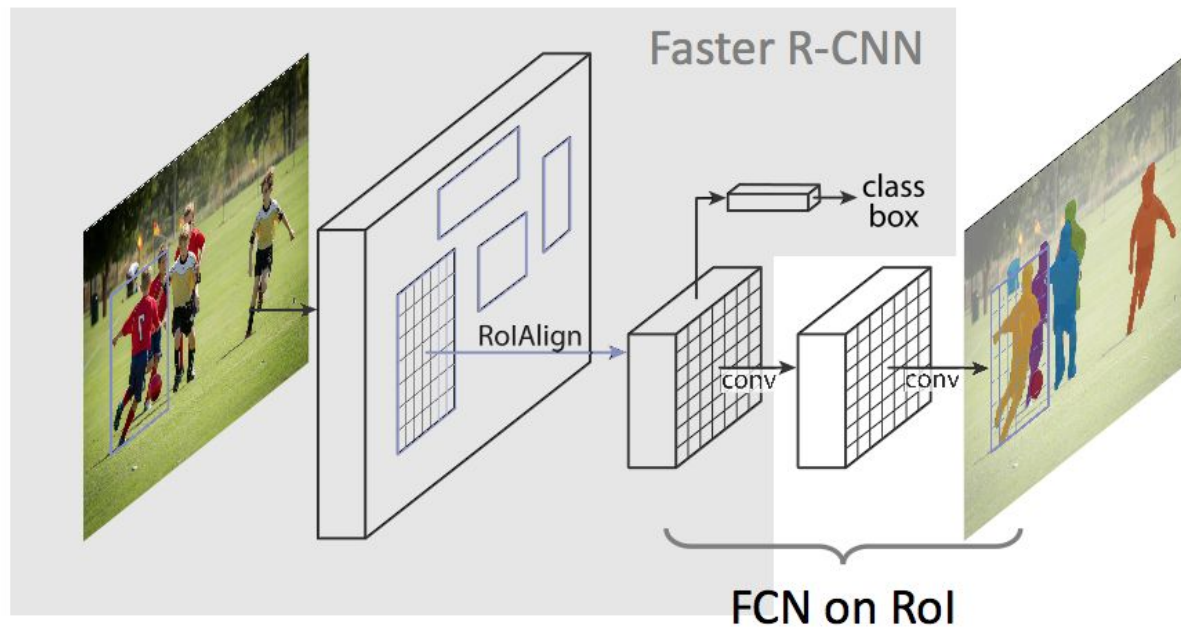 Faster R-CNN
class
box
RoIAlign
conv
conv
FCN on RoI